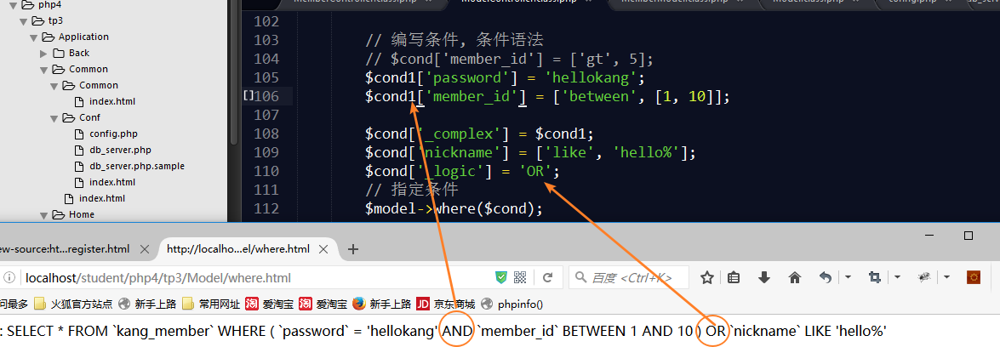 php4
tp3
Application
Back
Common
Common
index.html
Conf
config.php
db_server.php
db_server.php.sample
index.html
index.html
Home
102
103 // 编写条件, 条件语法
104 // $cond['member_id'] = ['gt', 5];
105 $cond1['password'] = 'hellokang';
[]106 $cond1['member_id'] = ['between', [1, 10]];
107
108 $cond['_complex'] = $cond1;
109 $cond['nickname'] = ['like', 'hello%'];
110 $cond['_logic'] = 'OR';
111 // 指定条件
112 $model->where($cond);
ew-source:ht...register.html × http://localho...el/where.html × +
localhost/student/php4/tp3/Model/where.html 百度 <Ctrl+K>
问最多 火狐官方站点 新手上路 常用网址 淘 爱淘宝 淘 爱淘宝 新手上路 JD 京东商城 phpinfo()
: SELECT * FROM `kang_member` WHERE ( `password` = 'hellokang' AND `member_id` BETWEEN 1 AND 10 ) OR `nickname` LIKE 'hello%'